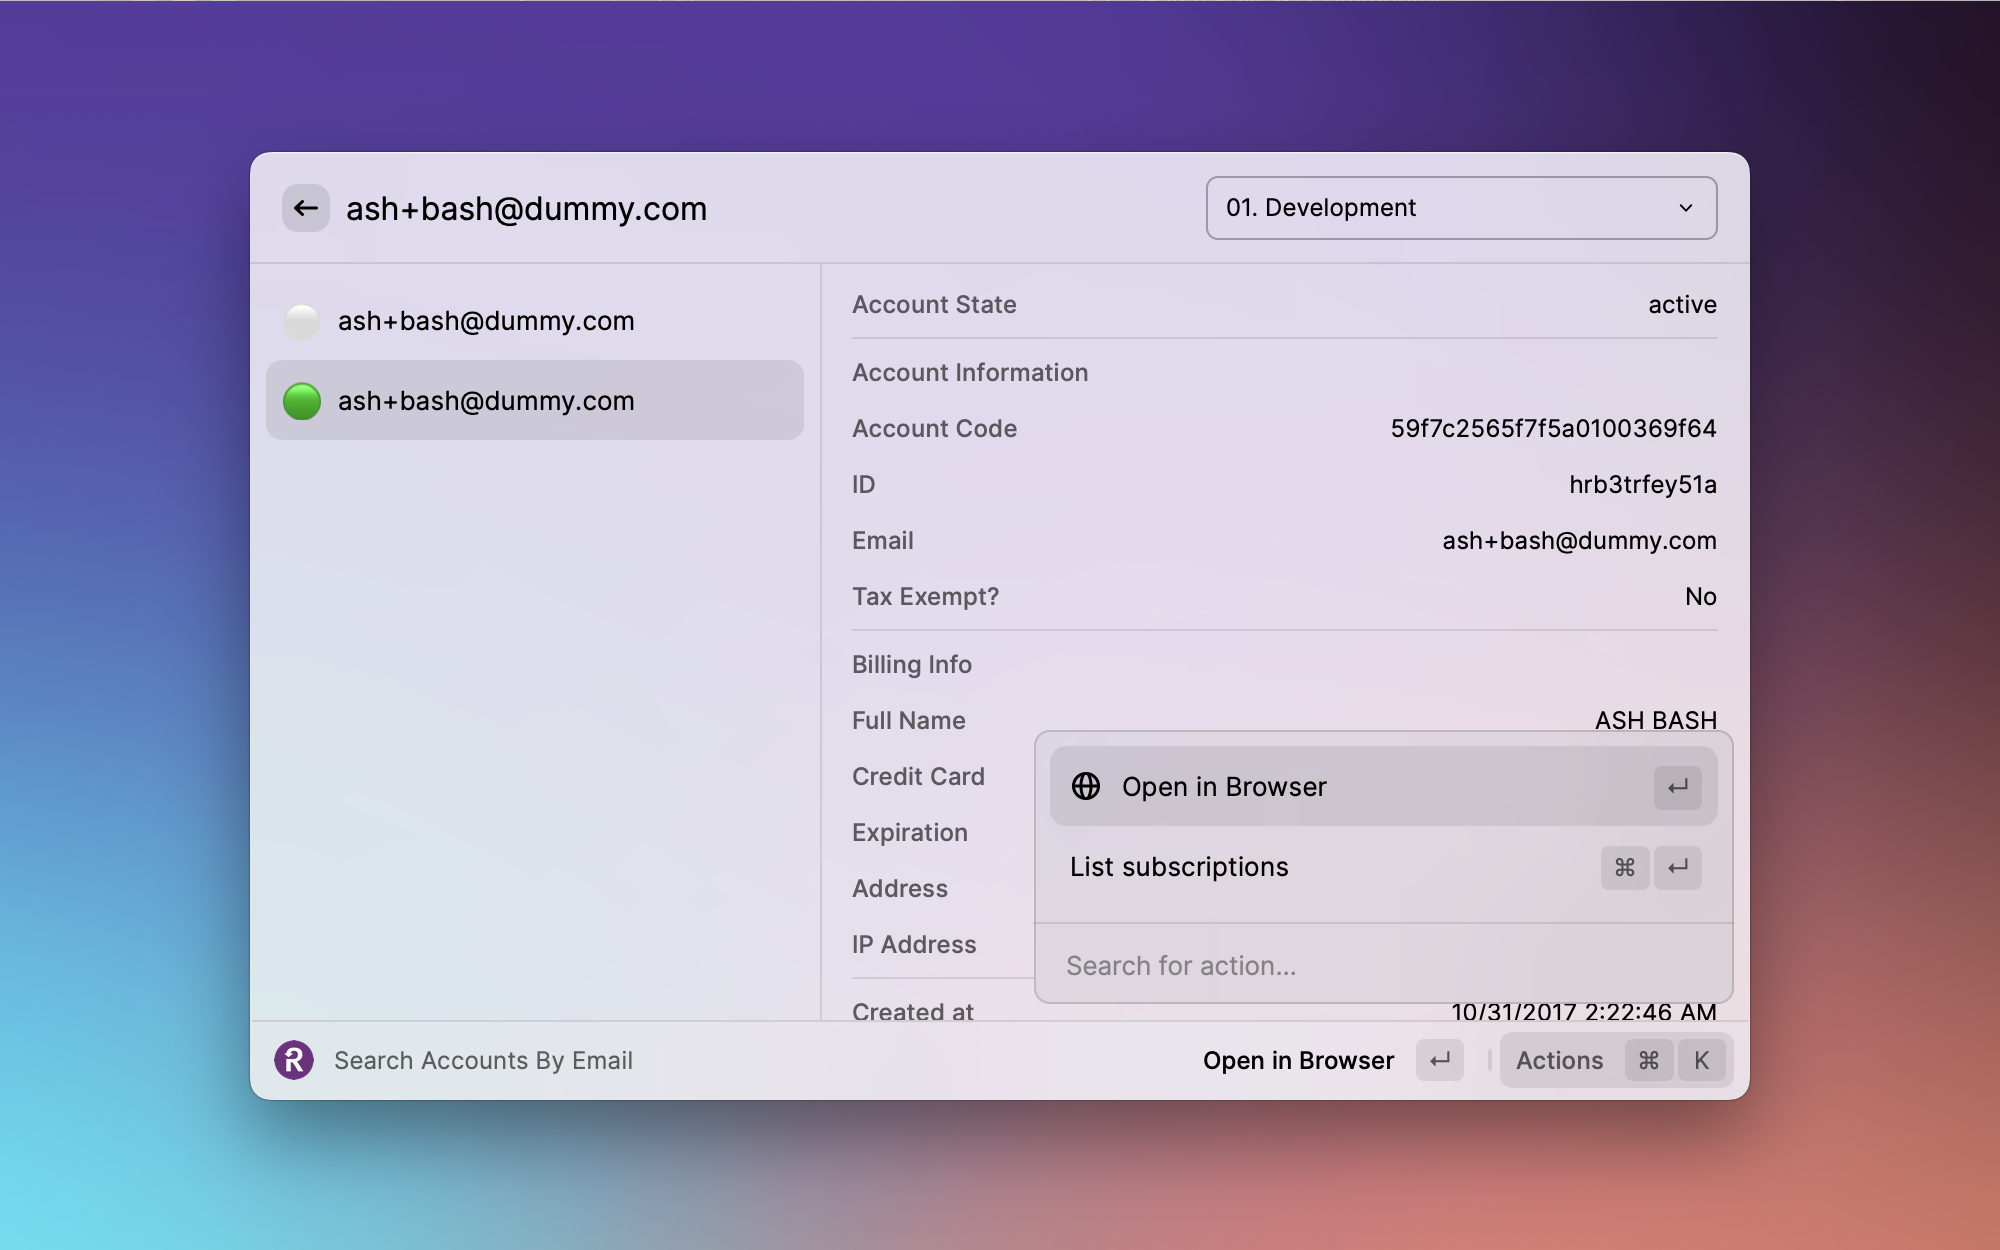 ash+bash@dummy.com
01. Development
ash+bash@dummy.com
ash+bash@dummy.com
Account State active
Account Information
Account Code 59f7c2565f7f5a0100369f64
ID hrb3trfey51a
Email ash+bash@dummy.com
Tax Exempt? No
Billing Info
Full Name ASH BASH
Credit Card
Expiration
Address
IP Address
Open in Browser ↵
List subscriptions ⌘ ↵
Search for action...
Created at 10/31/2017 2:22:46 AM
Search Accounts By Email
Open in Browser ↵
Actions ⌘ K